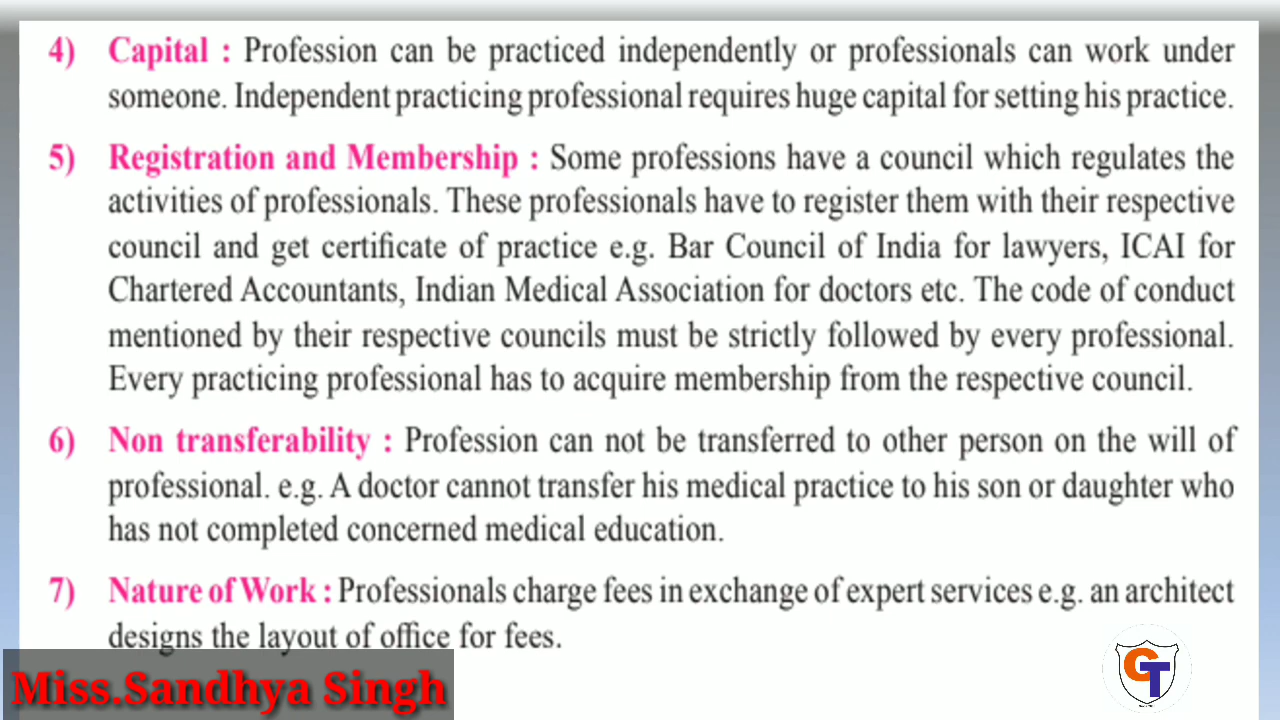 4) Capital : Profession can be practiced independently or professionals can work under
someone. Independent practicing professional requires huge capital for setting his practice.
5) Registration and Membership : Some professions have a council which regulates the
activities of professionals. These professionals have to register them with their respective
council and get certificate of practice e.g. Bar Council of India for lawyers, ICAI for
Chartered Accountants, Indian Medical Association for doctors etc. The code of conduct
mentioned by their respective councils must be strictly followed by every professional.
Every practicing professional has to acquire membership from the respective council.
6) Non transferability : Profession can not be transferred to other person on the will of
professional. e.g. A doctor cannot transfer his medical practice to his son or daughter who
has not completed concerned medical education.
7) Nature of Work : Professionals charge fees in exchange of expert services e.g. an architect
designs the layout of office for fees.
Miss.Sandhya Singh
GT